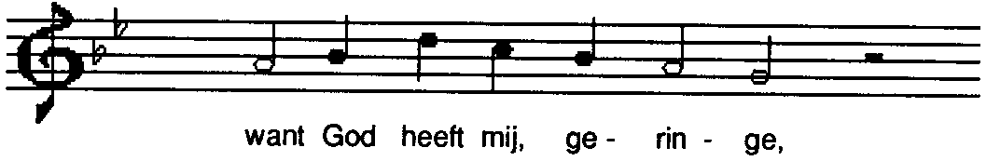 want God heeft mij, ge - rin - ge,